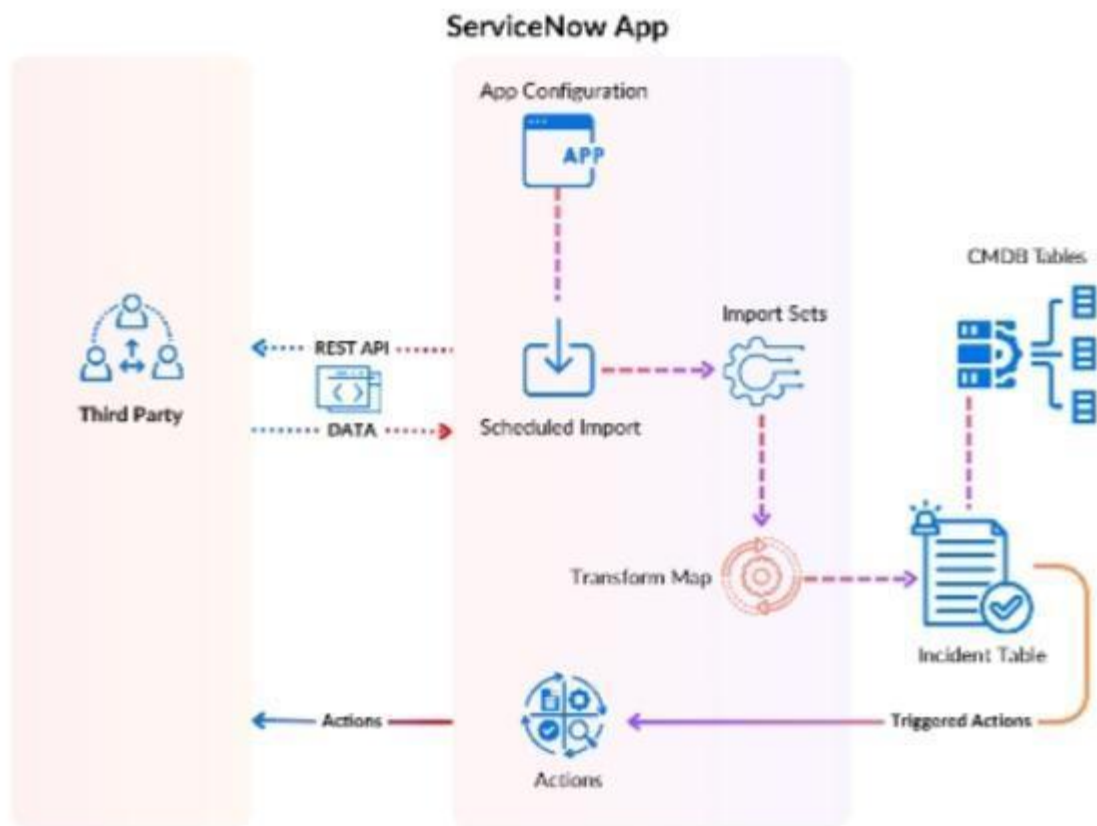 ServiceNow App
App Configuration
APP
CMDB Tables
Import Sets
REST API
Third Party
DATA
Scheduled Import
Transform Map
Incident Table
Actions
Triggered Actions
Actions